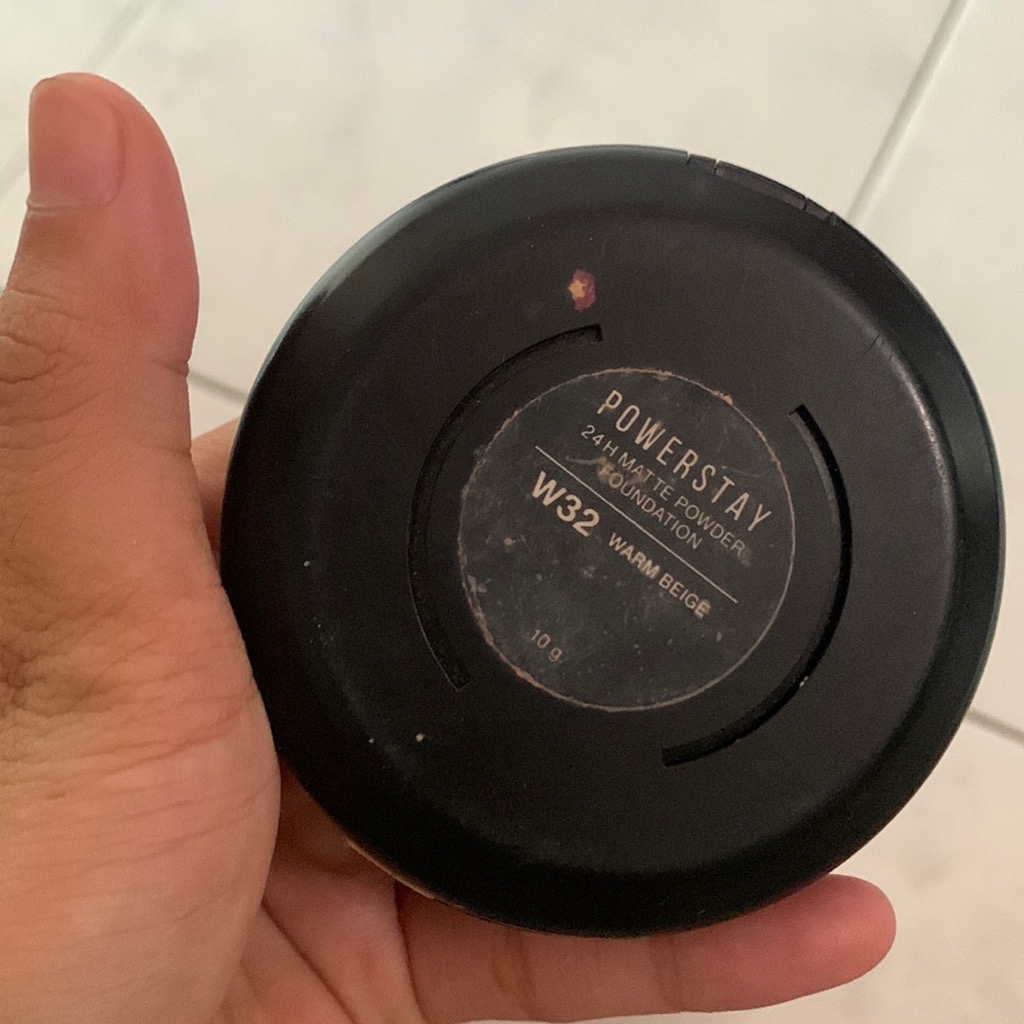 POWERSTAY
24H MATTE POWDER
FOUNDATION
W32 WARM BEIGE
10 g